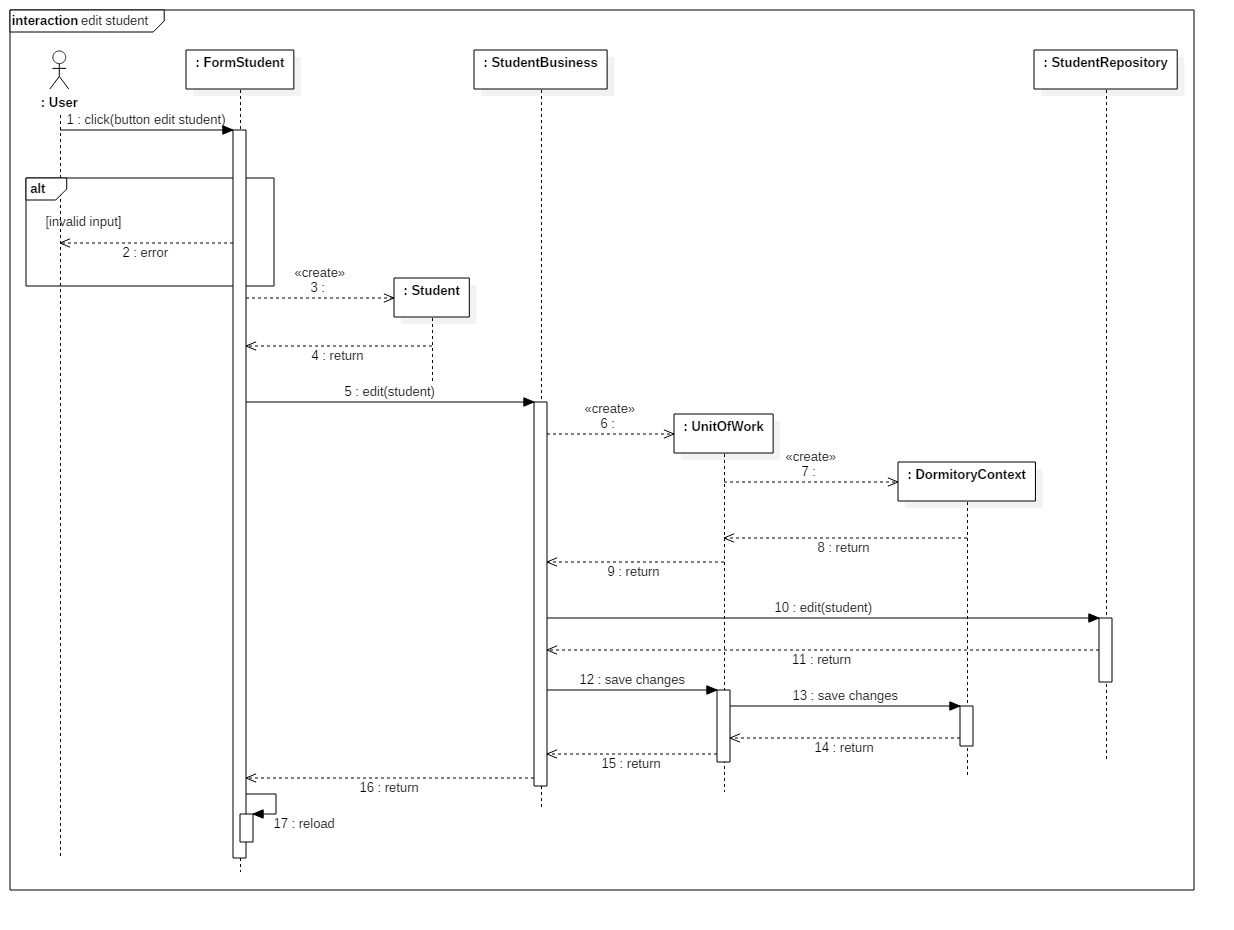 interaction edit student
: FormStudent
: StudentBusiness
: StudentRepository
: User
1 : click(button edit student)
alt
[invalid input]
2 : error
«create»
3 :
: Student
4 : return
5 : edit(student)
«create»
6 :
: UnitOfWork
«create»
7 :
: DormitoryContext
8 : return
9 : return
10 : edit(student)
11 : return
12 : save changes
13 : save changes
14 : return
15 : return
16 : return
17 : reload